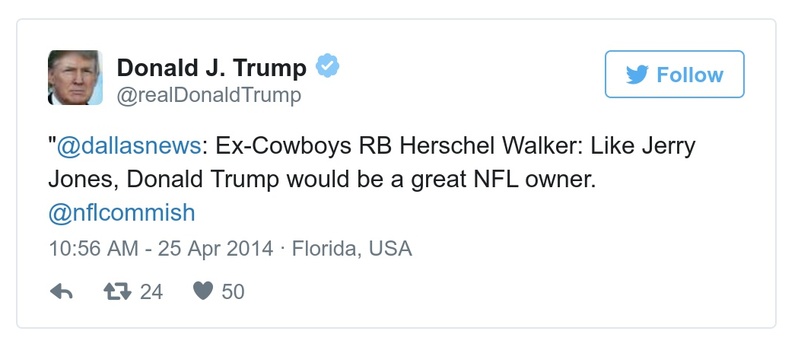 Donald J. Trump
@realDonaldTrump
Follow
"@dallasnews: Ex-Cowboys RB Herschel Walker: Like Jerry
Jones, Donald Trump would be a great NFL owner.
@nflcommish
10:56 AM - 25 Apr 2014 · Florida, USA
24 50